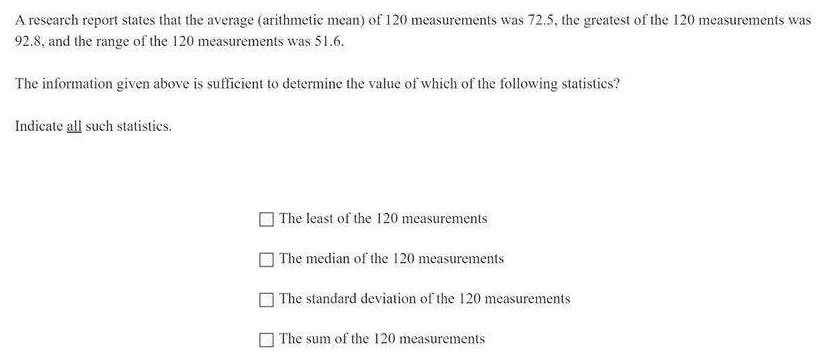 A research report states that the average (arithmetic mean) of 120 measurements was 72.5, the greatest of the 120 measurements was
92.8, and the range of the 120 measurements was 51.6.
The information given above is sufficient to determine the value of which of the following statistics?
Indicate all such statistics.
The least of the 120 measurements
The median of the 120 measurements
The standard deviation of the 120 measurements
The sum of the 120 measurements